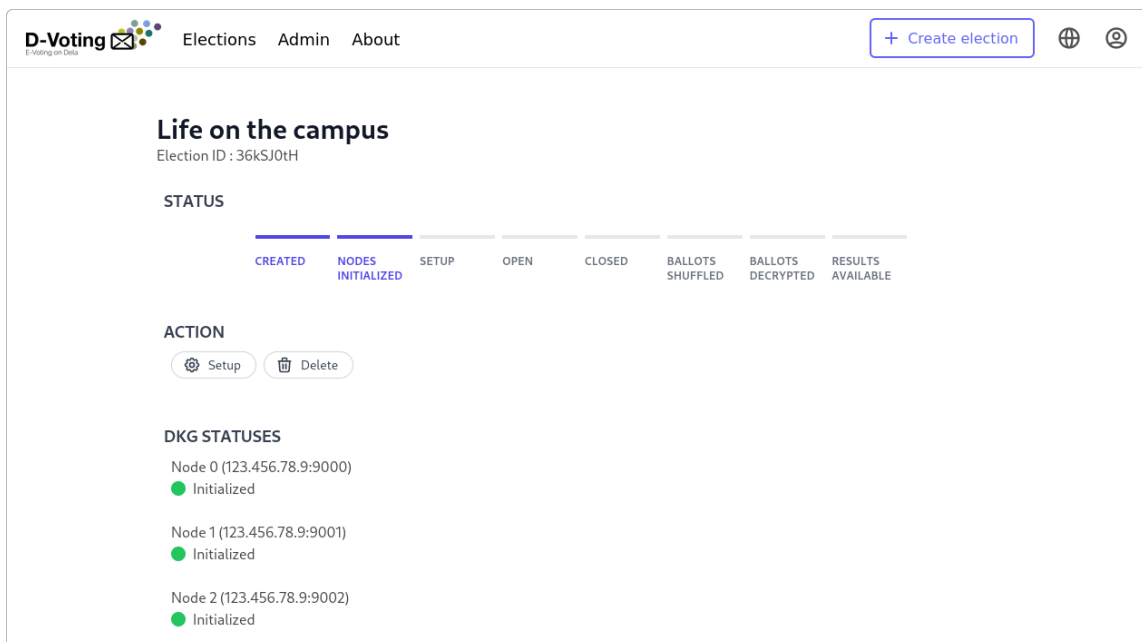 D-Voting
E-Voting on Dela
Elections Admin About
+ Create election
Life on the campus
Election ID : 36kSJ0tH
STATUS
CREATED
NODES INITIALIZED
SETUP
OPEN
CLOSED
BALLOTS SHUFFLED
BALLOTS DECRYPTED
RESULTS AVAILABLE
ACTION
Setup Delete
DKG STATUSES
Node 0 (123.456.78.9:9000)
Initialized
Node 1 (123.456.78.9:9001)
Initialized
Node 2 (123.456.78.9:9002)
Initialized